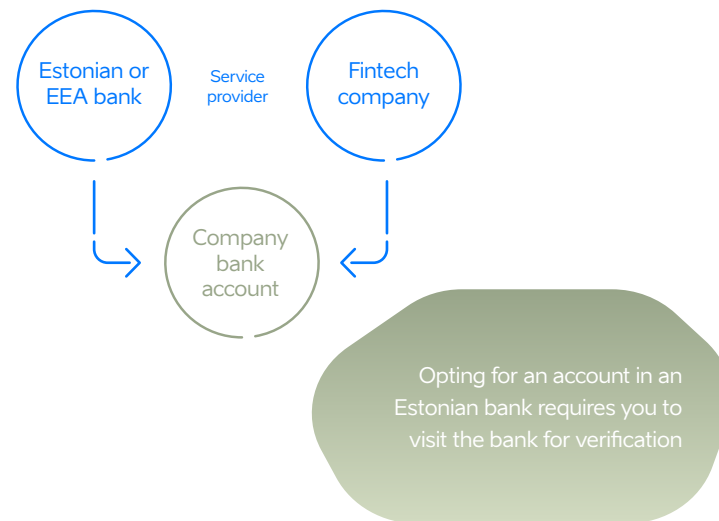 Estonian or
EEA bank
Service
provider
Fintech
company
Company
bank
account
Opting for an account in an
Estonian bank requires you to
visit the bank for verification